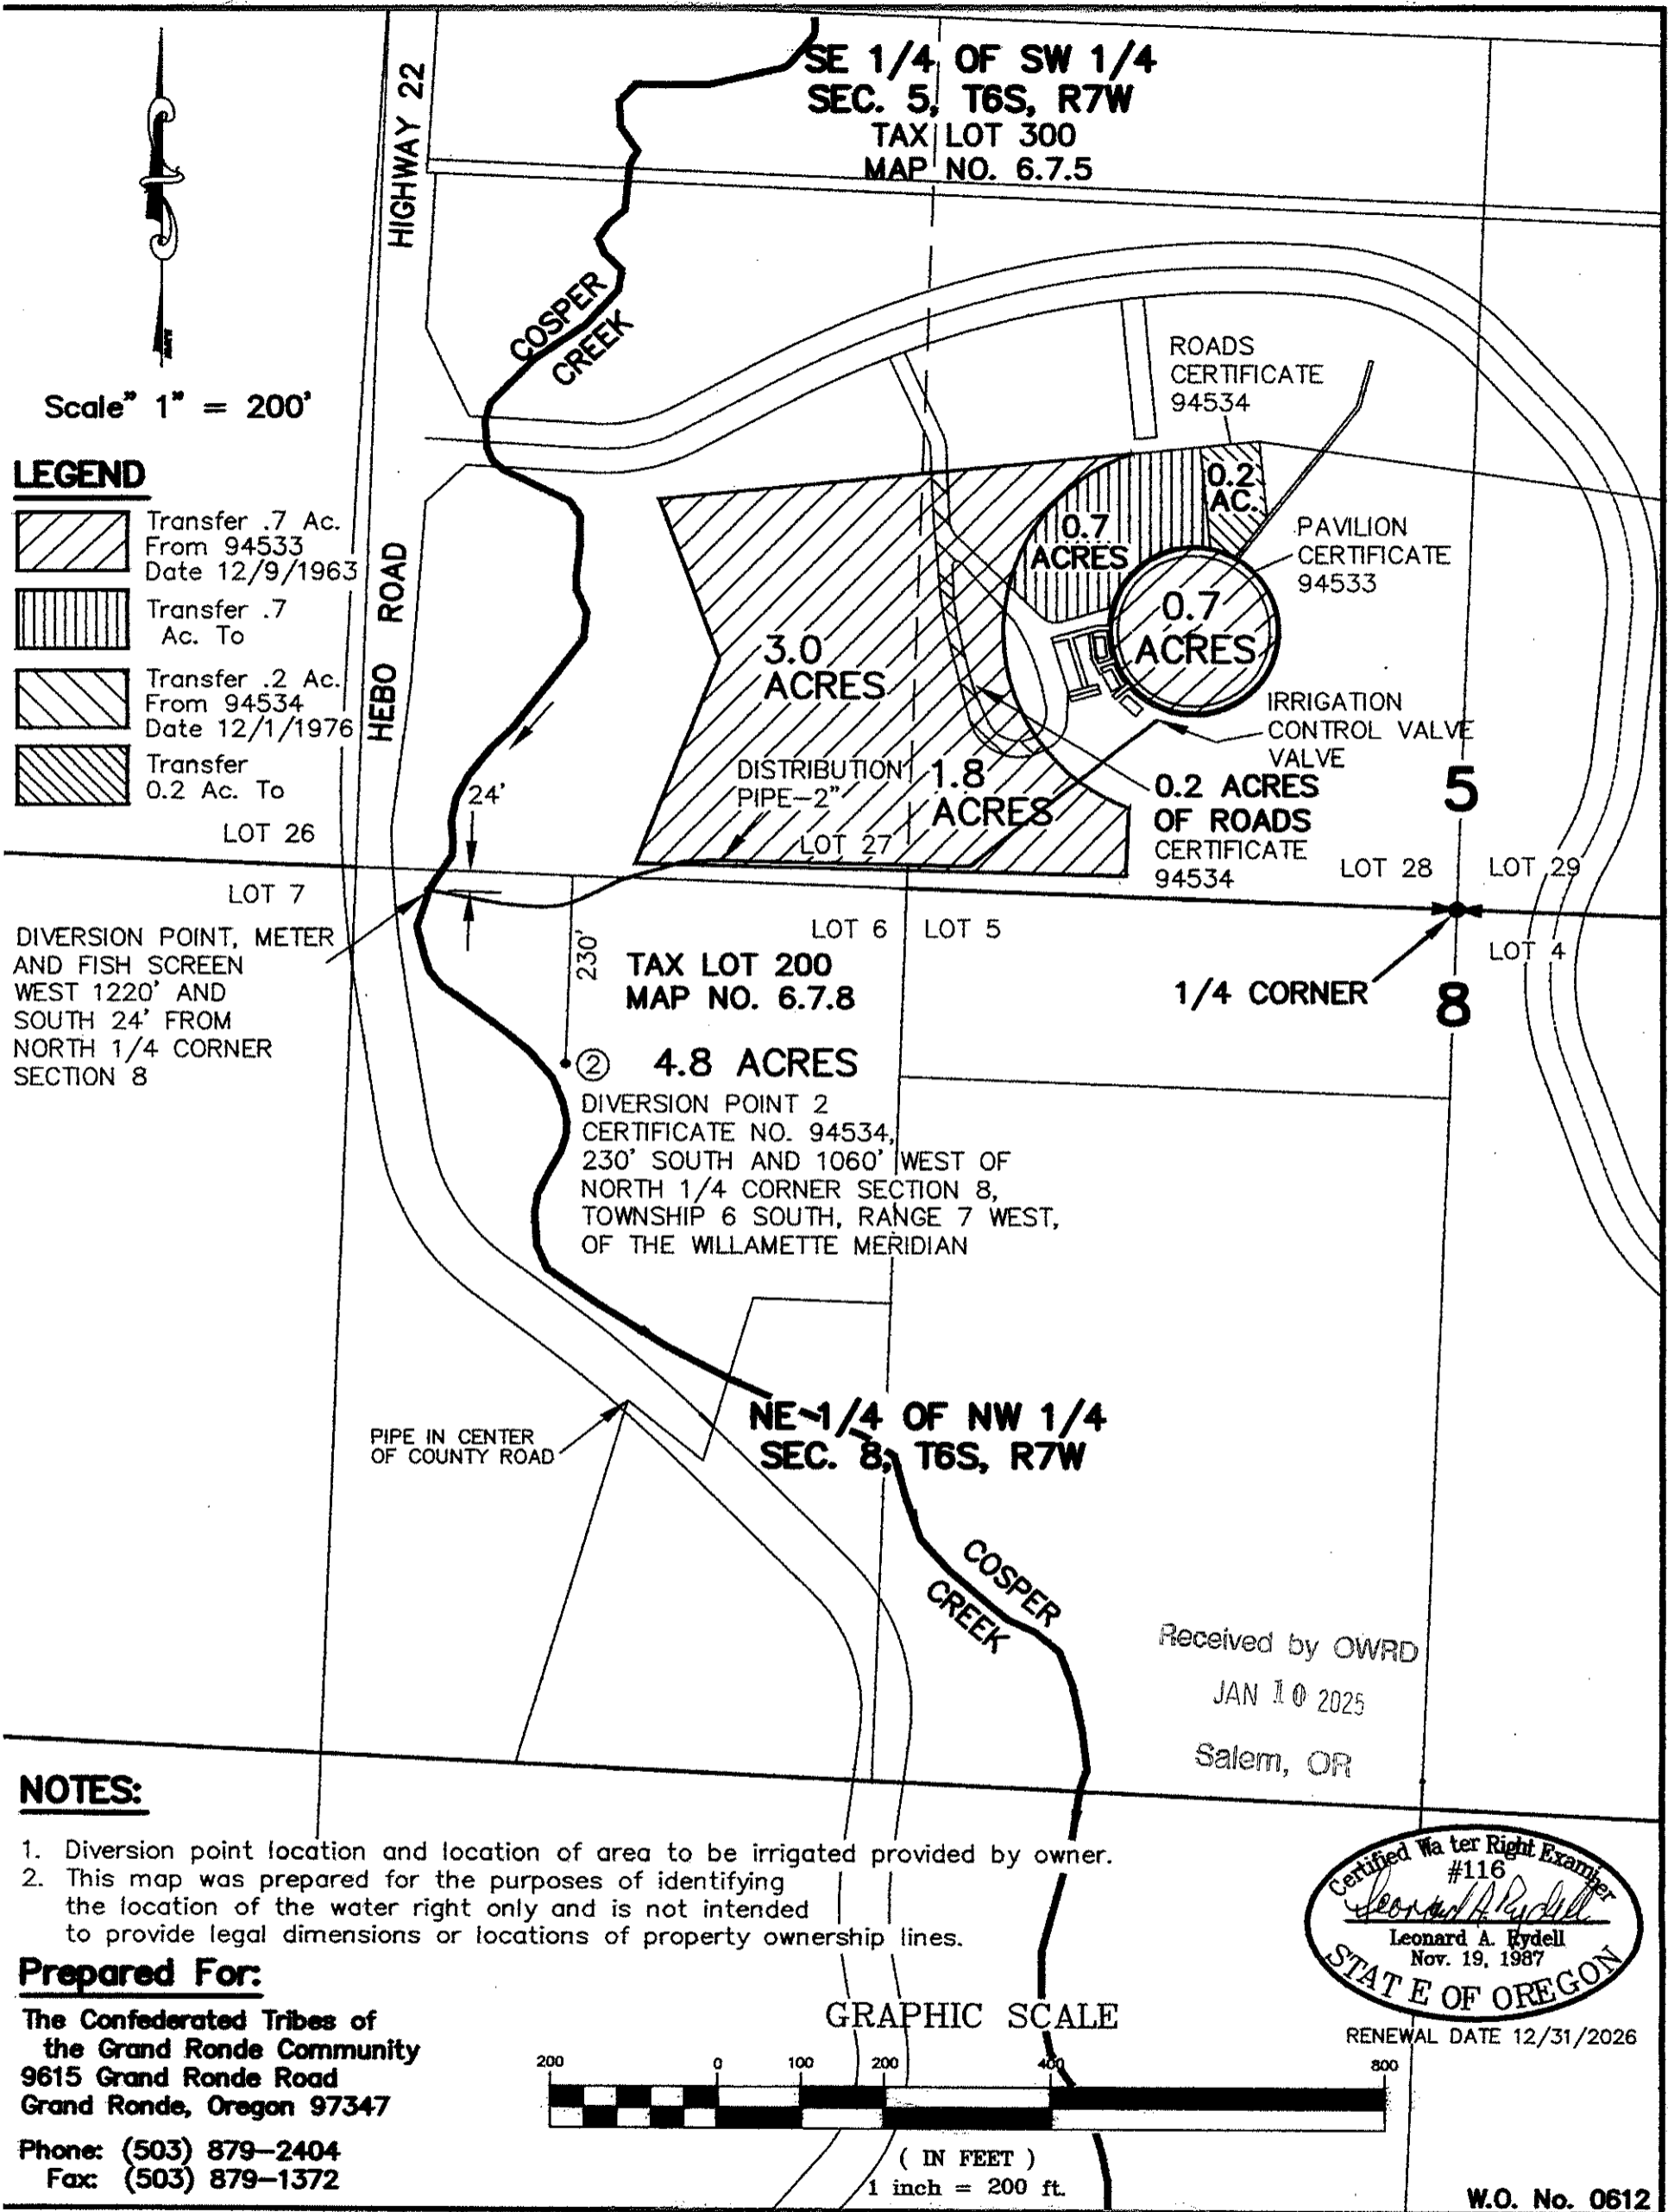 SE 1/4 OF SW 1/4
SEC. 5, T6S, R7W
TAX LOT 300
MAP NO. 6.7.5
HIGHWAY 22
COSPER
CREEK
Scale" 1" = 200'
LEGEND
Transfer .7 Ac.
From 94533
Date 12/9/1963
Transfer .7
Ac. To
Transfer .2 Ac.
From 94534
Date 12/1/1976
Transfer
0.2 Ac. To
HEBO ROAD
ROADS
CERTIFICATE
94534
0.2
AC.
0.7
ACRES
PAVILION
CERTIFICATE
94533
0.7
ACRES
3.0
ACRES
IRRIGATION
CONTROL VALVE
VALVE
DISTRIBUTION
PIPE-2"
1.8
ACRES
0.2 ACRES
OF ROADS
CERTIFICATE
94534
5
24'
LOT 26
LOT 27
LOT 28
LOT 29
LOT 7
LOT 6
LOT 5
LOT 4
DIVERSION POINT, METER
AND FISH SCREEN
WEST 1220' AND
SOUTH 24' FROM
NORTH 1/4 CORNER
SECTION 8
230'
TAX LOT 200
MAP NO. 6.7.8
1/4 CORNER
8
2
4.8 ACRES
DIVERSION POINT 2
CERTIFICATE NO. 94534,
230' SOUTH AND 1060' WEST OF
NORTH 1/4 CORNER SECTION 8,
TOWNSHIP 6 SOUTH, RANGE 7 WEST,
OF THE WILLAMETTE MERIDIAN
PIPE IN CENTER
OF COUNTY ROAD
NE 1/4 OF NW 1/4
SEC. 8, T6S, R7W
COSPER
CREEK
Received by OWRD
JAN 10 2025
Salem, OR
NOTES:
1. Diversion point location and location of area to be irrigated provided by owner.
2. This map was prepared for the purposes of identifying
the location of the water right only and is not intended
to provide legal dimensions or locations of property ownership lines.
Certified Wa ter Right Examiner
#116
Leonard A. Rydell
Leonard A. Rydell
Nov. 19, 1987
STAT E OF OREGON
RENEWAL DATE 12/31/2026
Prepared For:
The Confederated Tribes of
the Grand Ronde Community
9615 Grand Ronde Road
Grand Ronde, Oregon 97347
Phone: (503) 879-2404
Fax: (503) 879-1372
GRAPHIC SCALE
200 0 100 200 400 800
( IN FEET )
1 inch = 200 ft.
W.O. No. 0612